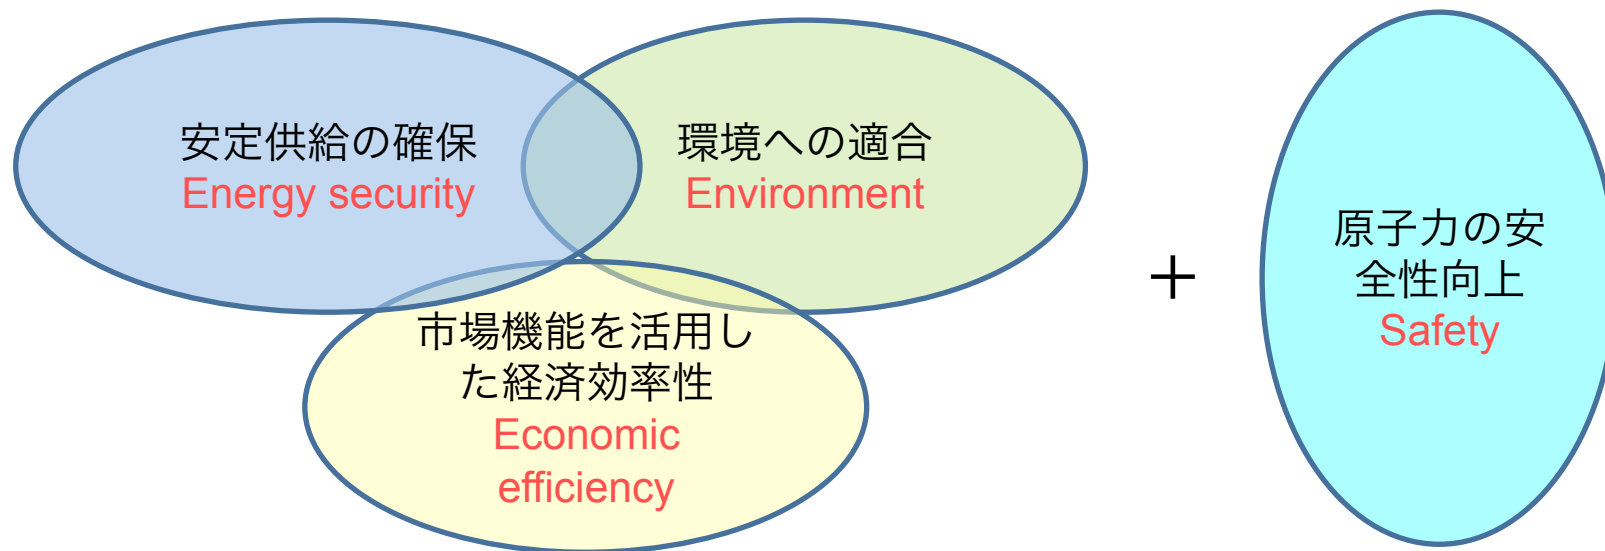 安定供給の確保
Energy security
環境への適合
Environment
市場機能を活用し
た経済効率性
Economic
efficiency
＋
原子力の安
全性向上
Safety